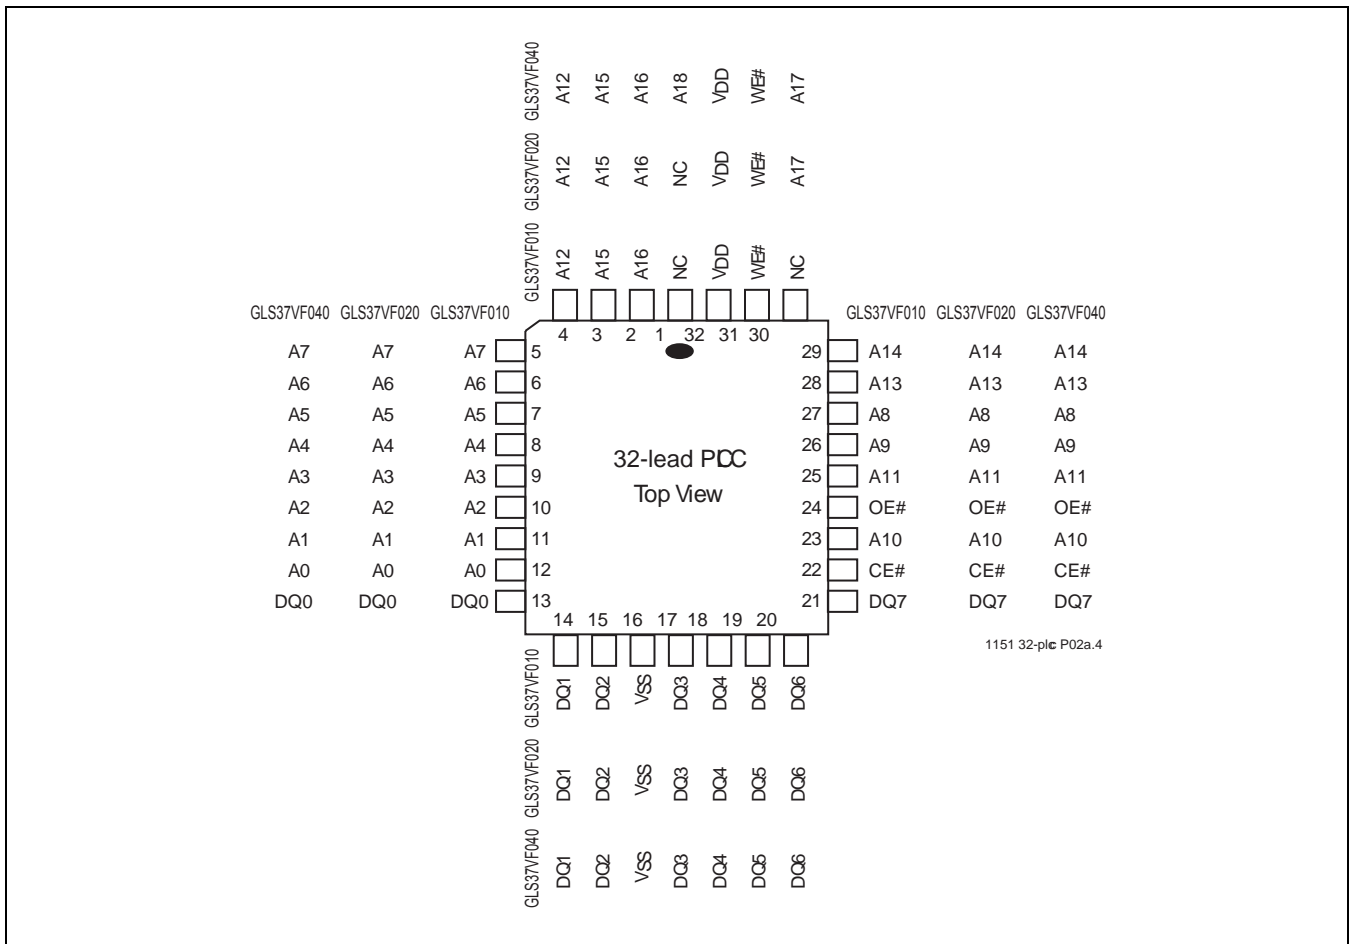 GLS37VF040 A12 A15 A16 A18 VDD WE# A17
GLS37VF020 A12 A15 A16 NC VDD WE# A17
GLS37VF010 A12 A15 A16 NC VDD WE# NC
GLS37VF040 GLS37VF020 GLS37VF010 GLS37VF010 GLS37VF020 GLS37VF040
4 3 2 1 32 31 30
A7 A7 A7 5 29 A14 A14 A14
A6 A6 A6 6 28 A13 A13 A13
A5 A5 A5 7 27 A8 A8 A8
A4 A4 A4 8 26 A9 A9 A9
32-lead PLCC
A3 A3 A3 9 25 A11 A11 A11
Top View
A2 A2 A2 10 24 OE# OE# OE#
A1 A1 A1 11 23 A10 A10 A10
A0 A0 A0 12 22 CE# CE# CE#
DQ0 DQ0 DQ0 13 21 DQ7 DQ7 DQ7
14 15 16 17 18 19 20
1151 32-plcc P02a.4
GLS37VF010 DQ1 DQ2 VSS DQ3 DQ4 DQ5 DQ6
GLS37VF020 DQ1 DQ2 VSS DQ3 DQ4 DQ5 DQ6
GLS37VF040 DQ1 DQ2 VSS DQ3 DQ4 DQ5 DQ6